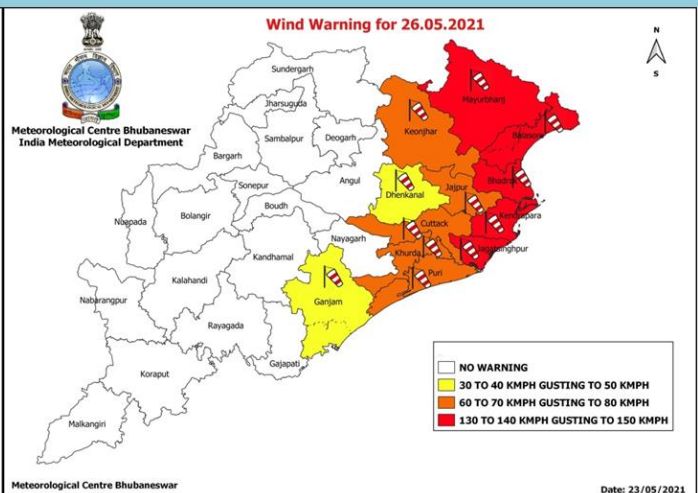 Wind Warning for 26.05.2021
N
S
Meteorological Centre Bhubaneswar
India Meteorological Department
Sundergarh
Jharsuguda
Sambalpur
Deogarh
Keonjhar
Mayurbhanj
Balasore
Bargarh
Sonepur
Angul
Dhenkanal
Jajpur
Bhadrak
Nuapada
Bolangir
Boudh
Cuttack
Kendrapara
Nayagarh
Khurda
Jagatsinghpur
Kandhamal
Puri
Kalahandi
Nabarangpur
Ganjam
Rayagada
Gajapati
Koraput
Malkangiri
NO WARNING
30 TO 40 KMPH GUSTING TO 50 KMPH
60 TO 70 KMPH GUSTING TO 80 KMPH
130 TO 140 KMPH GUSTING TO 150 KMPH
Meteorological Centre Bhubaneswar
Date: 23/05/2021